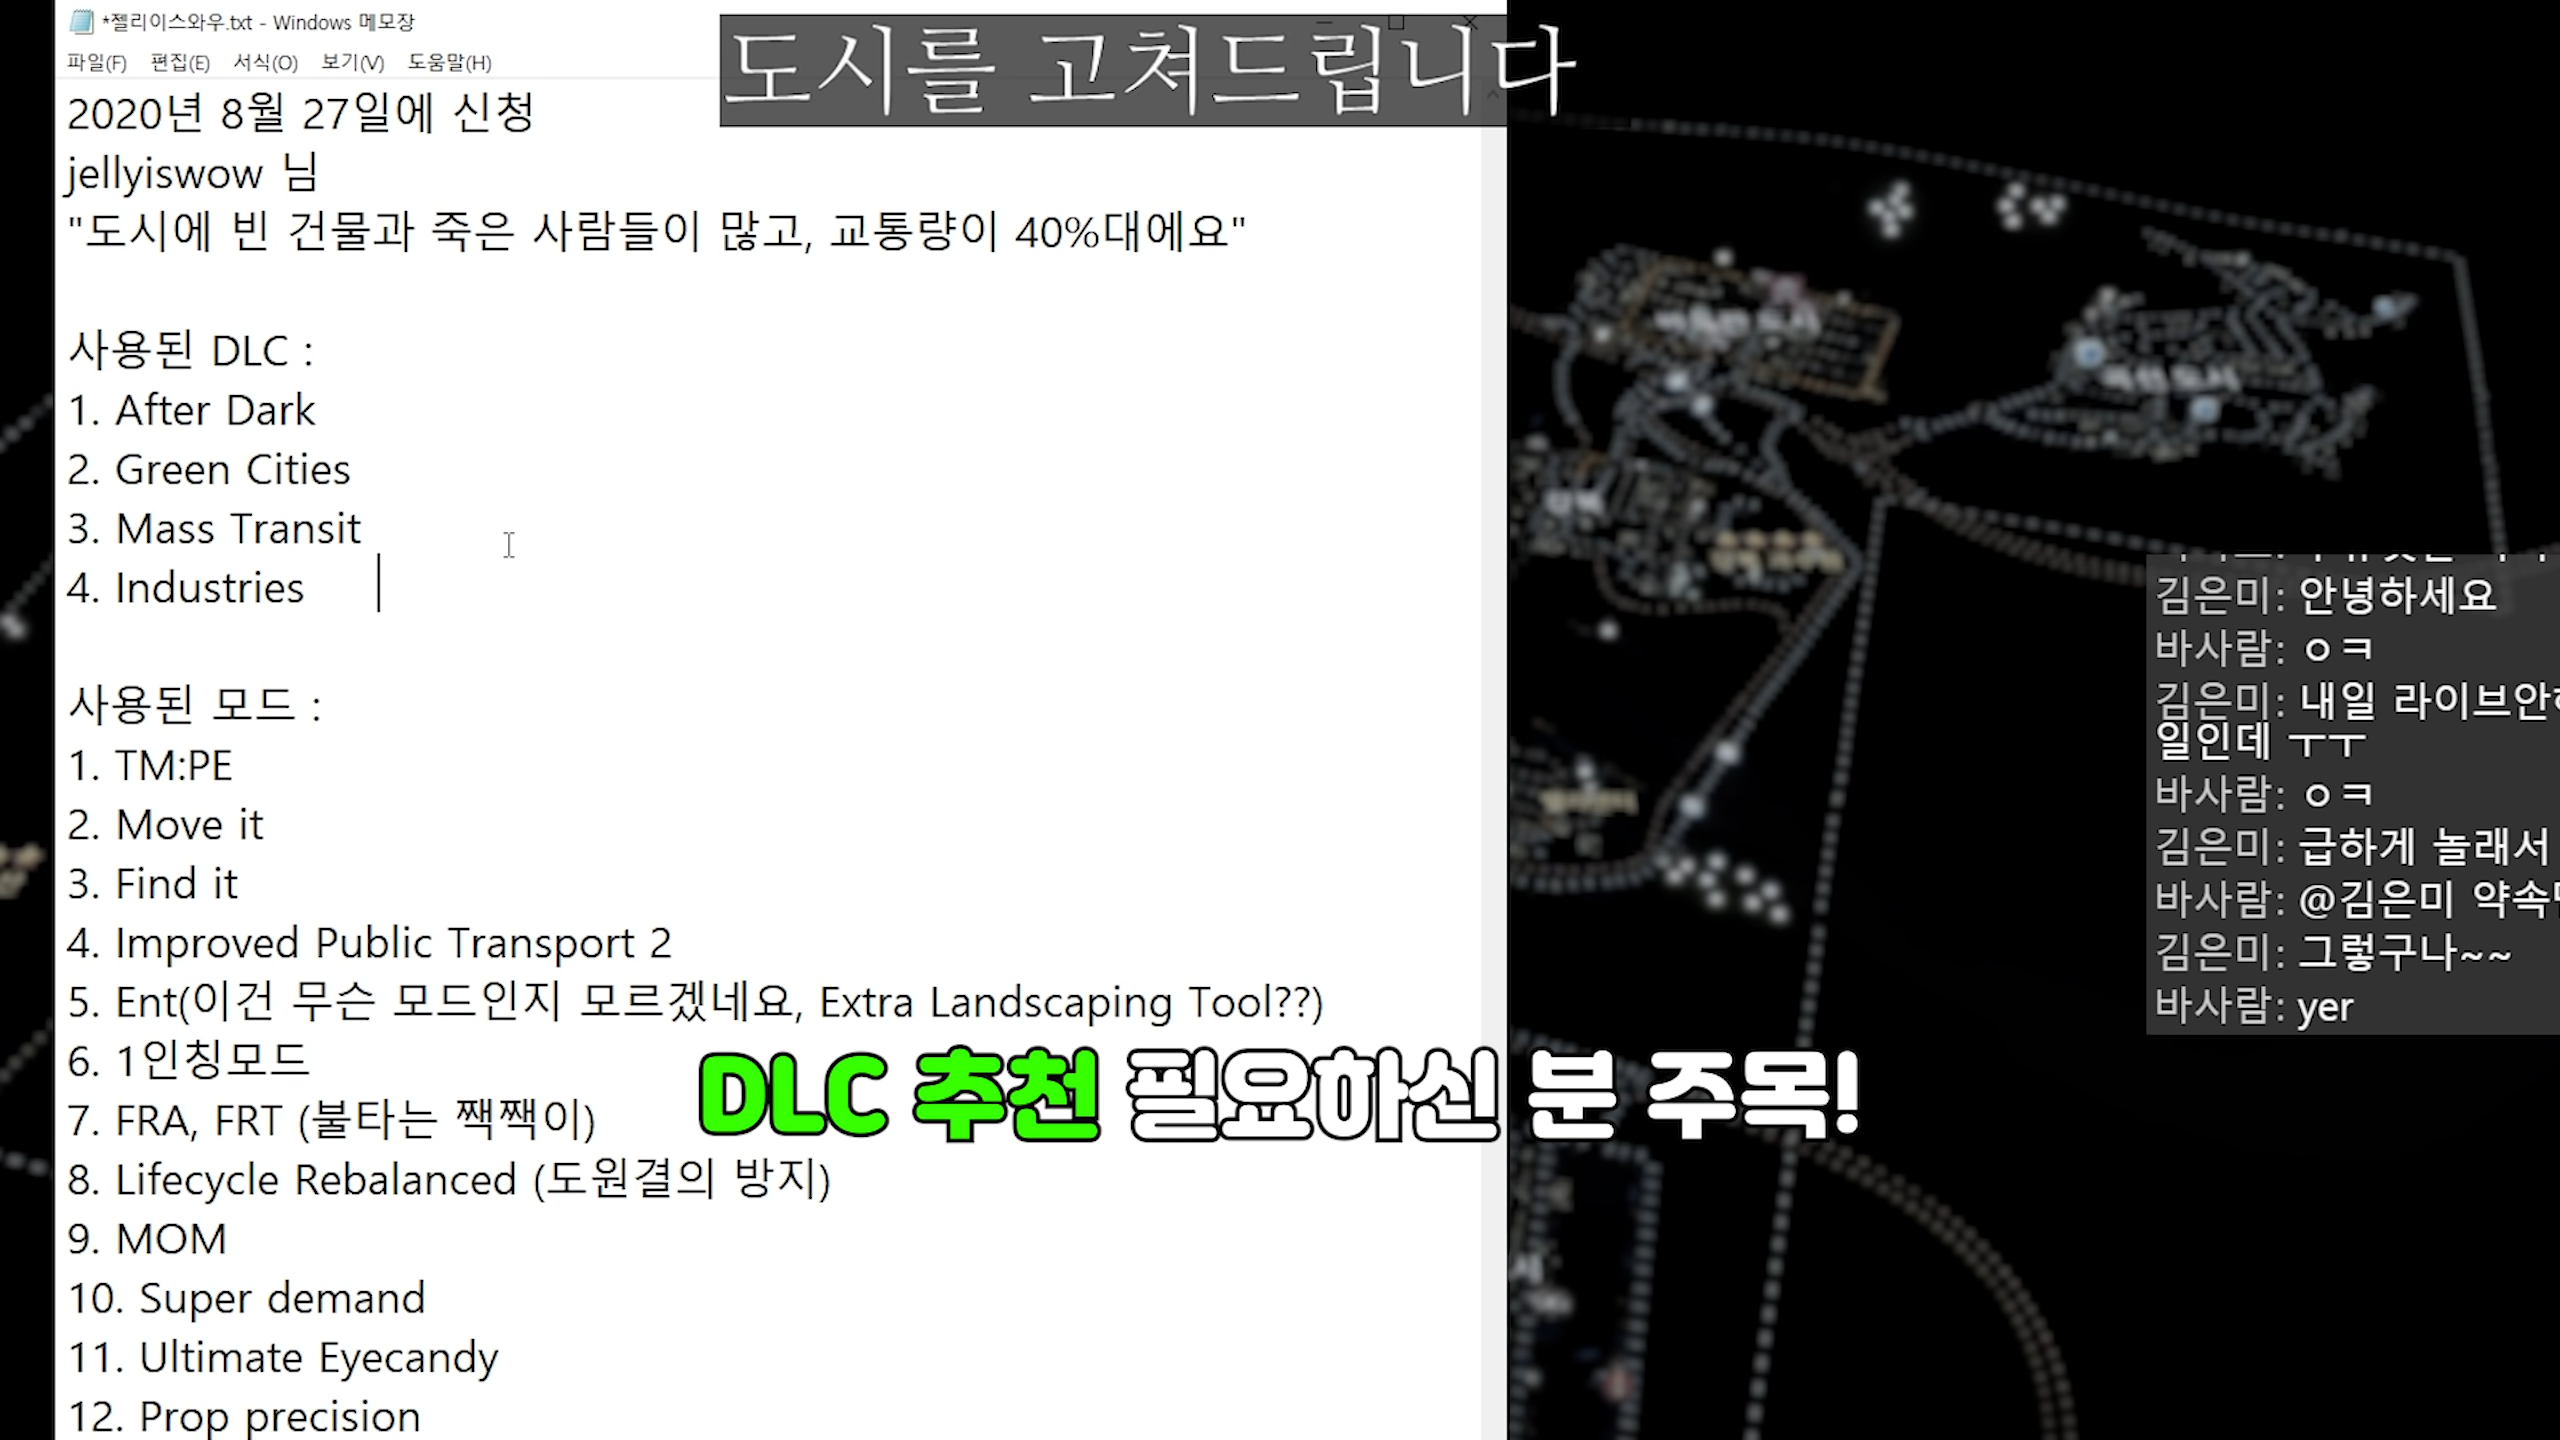 *젤리이스와우.txt - Windows 메모장
파일(F) 편집(E) 서식(O) 보기(V) 도움말(H)
도시를 고쳐드립니다
2020년 8월 27일에 신청
jellyiswow 님
"도시에 빈 건물과 죽은 사람들이 많고, 교통량이 40%대에요"
사용된 DLC :
1. After Dark
2. Green Cities
3. Mass Transit
4. Industries
사용된 모드 :
1. TM:PE
2. Move it
3. Find it
4. Improved Public Transport 2
5. Ent(이건 무슨 모드인지 모르겠네요, Extra Landscaping Tool??)
6. 1인칭모드
7. FRA, FRT (불타는 짹짹이)
8. Lifecycle Rebalanced (도원결의 방지)
9. MOM
10. Super demand
11. Ultimate Eyecandy
12. Prop precision
DLC 추천 필요하신 분 주목!
김은미: 안녕하세요
바사람: ㅇㅋ
김은미: 내일 라이브안
일인데 ㅜㅜ
바사람: ㅇㅋ
김은미: 급하게 놀래서
바사람: @김은미 약속
김은미: 그렇구나~~
바사람: yer